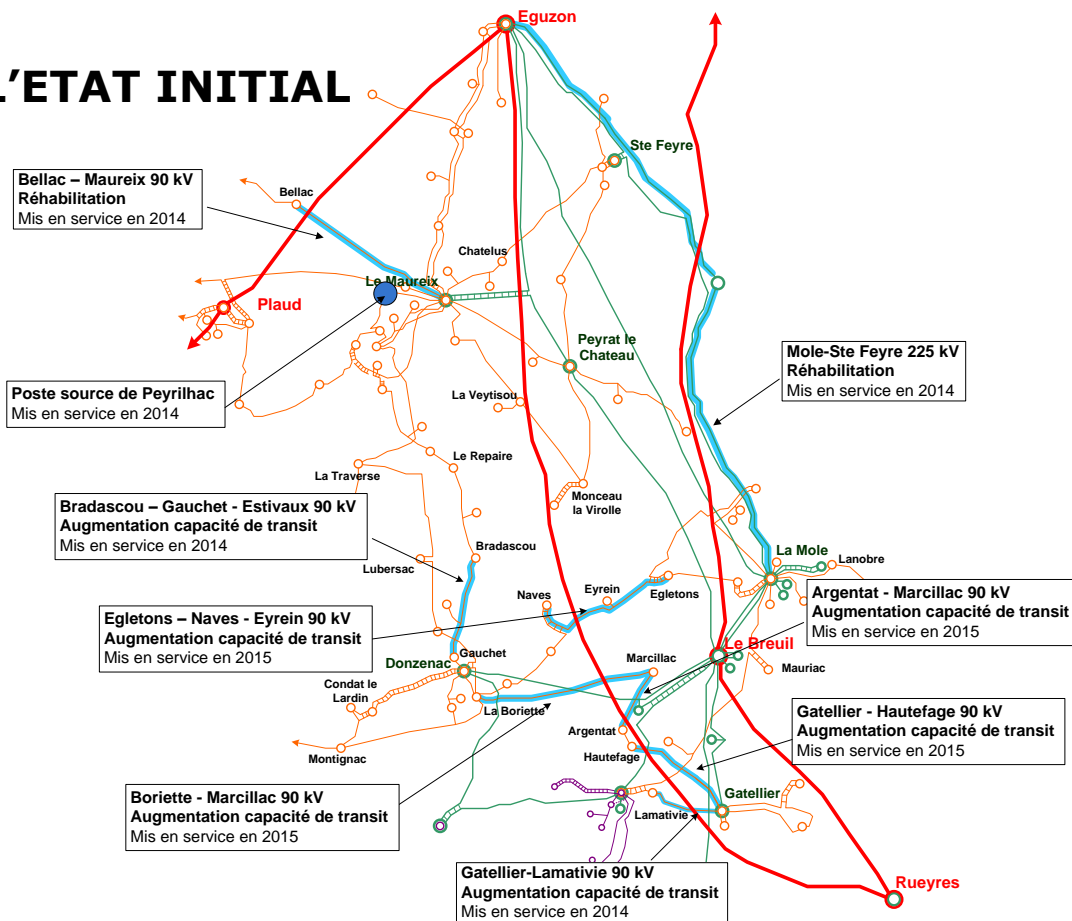 Eguzon
L'ETAT INITIAL
Ste Feyre
Bellac – Maureix 90 kV
Réhabilitation
Mis en service en 2014
Bellac
Chatelus
Le Maureix
Plaud
Peyrat le
Chateau
Mole-Ste Feyre 225 kV
Réhabilitation
Mis en service en 2014
Poste source de Peyrilhac
Mis en service en 2014
La Veytisou
Le Repaire
La Traverse
Monceau
la Virolle
Bradascou – Gauchet - Estivaux 90 kV
Augmentation capacité de transit
Mis en service en 2014
Bradascou
Lubersac
La Mole
Lanobre
Egletons
Eyrein
Naves
Argentat - Marcillac 90 kV
Augmentation capacité de transit
Mis en service en 2015
Egletons – Naves - Eyrein 90 kV
Augmentation capacité de transit
Mis en service en 2015
Le Breuil
Gauchet
Donzenac
Marcillac
Mauriac
Condat le
Lardin
La Boriette
Argentat
Gatellier - Hautefage 90 kV
Augmentation capacité de transit
Mis en service en 2015
Montignac
Hautefage
Boriette - Marcillac 90 kV
Augmentation capacité de transit
Mis en service en 2015
Gatellier
Lamativie
Gatellier-Lamativie 90 kV
Augmentation capacité de transit
Mis en service en 2014
Rueyres